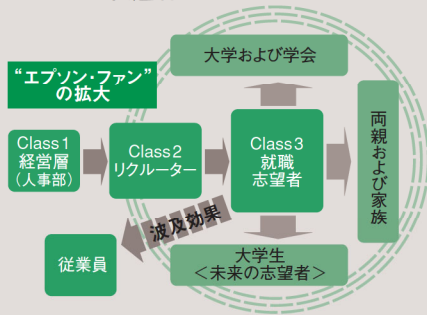 大学および学会
“エプソン・ファン”
の拡大
Class1
経営層
（人事部）
Class2
リクルーター
Class3
就職
志望者
両親および家族
波及効果
従業員
大学生
＜未来の志望者＞